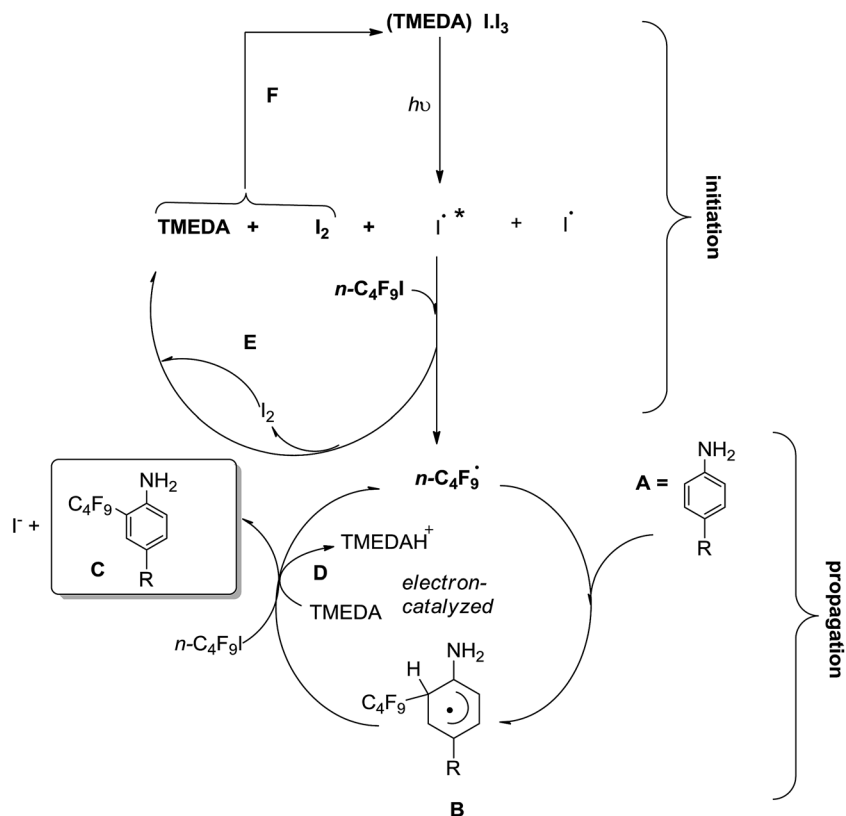 (TMEDA) I.I₃
F
hυ
TMEDA + I₂ + I˙ * + I˙
initiation
n-C₄F₉I
E
I₂
n-C₄F₉˙
A =
NH₂
R
I⁻ +
NH₂
C₄F₉
C
R
TMEDAH⁺
D
electron-
catalyzed
TMEDA
n-C₄F₉I
propagation
NH₂
H
C₄F₉
R
B